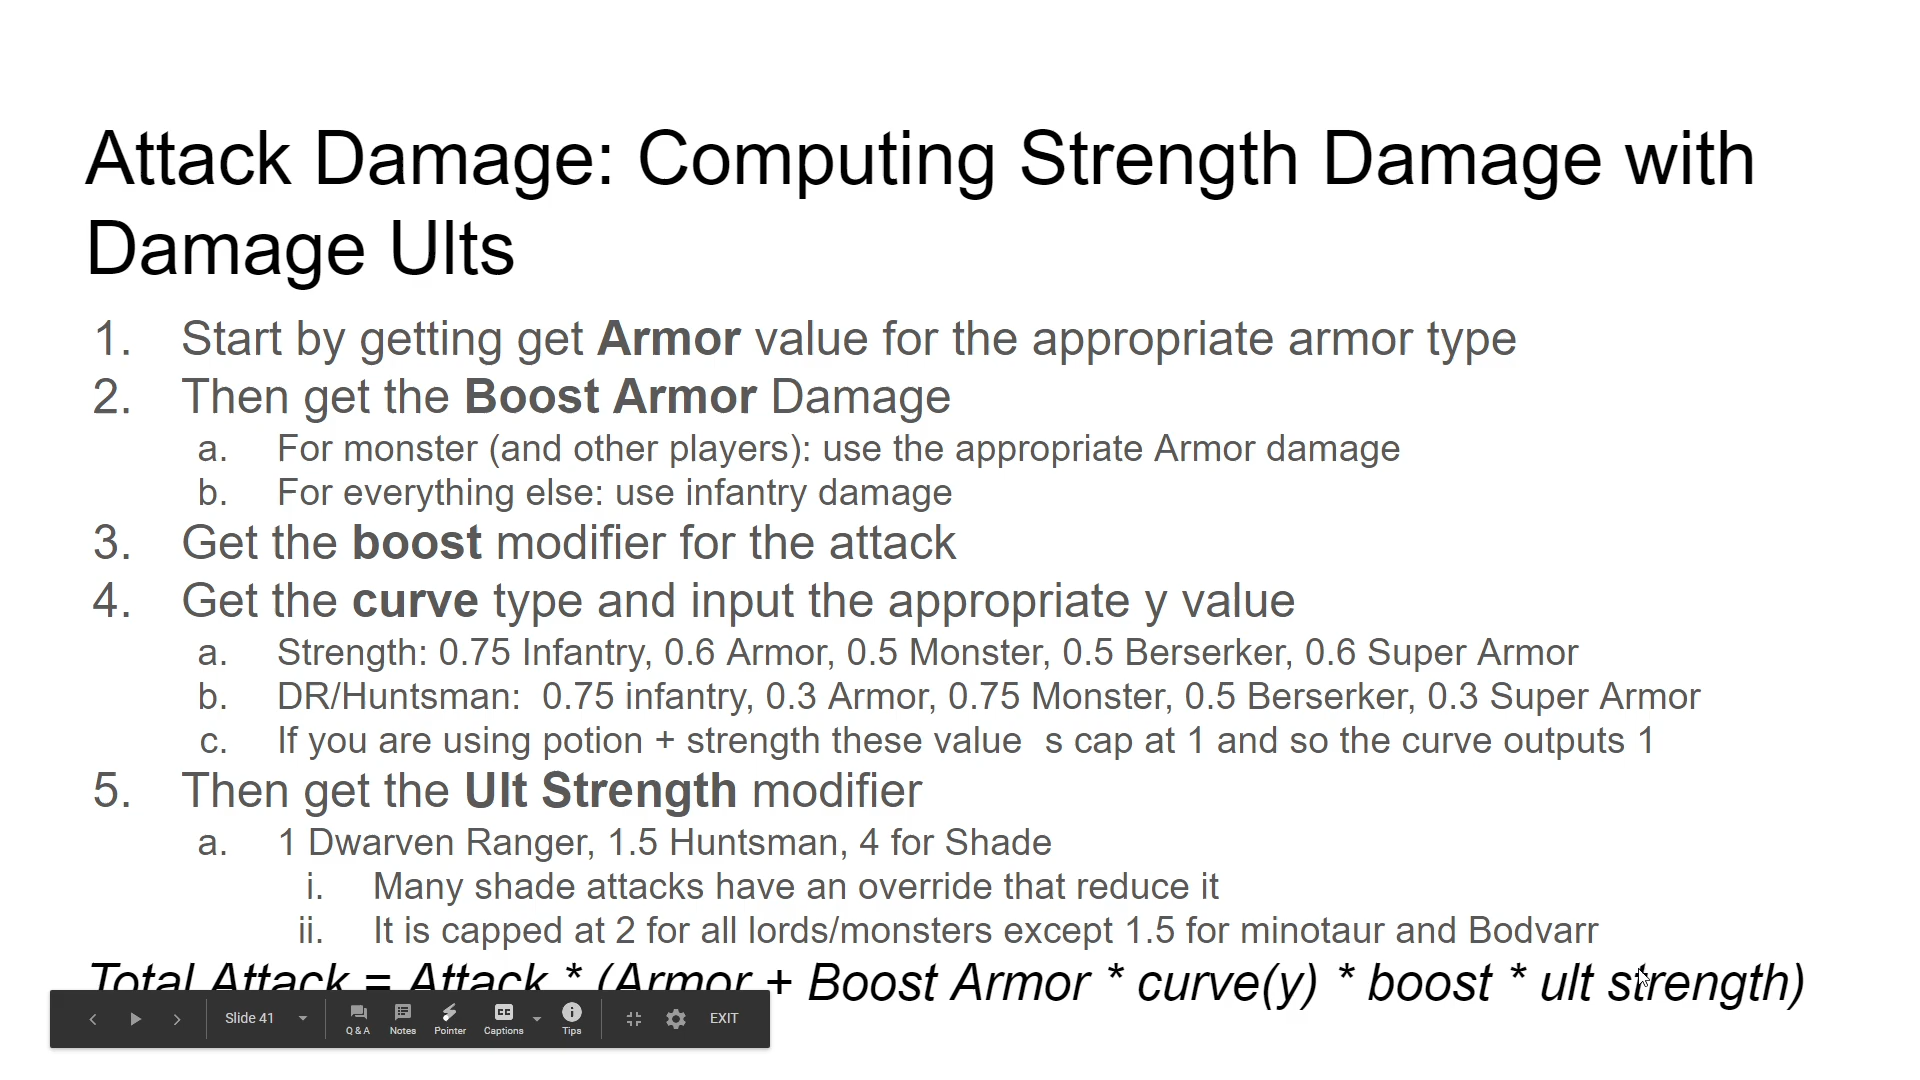 Attack Damage: Computing Strength Damage with
Damage Ults
1. Start by getting get Armor value for the appropriate armor type
2. Then get the Boost Armor Damage
a. For monster (and other players): use the appropriate Armor damage
b. For everything else: use infantry damage
3. Get the boost modifier for the attack
4. Get the curve type and input the appropriate y value
a. Strength: 0.75 Infantry, 0.6 Armor, 0.5 Monster, 0.5 Berserker, 0.6 Super Armor
b. DR/Huntsman: 0.75 infantry, 0.3 Armor, 0.75 Monster, 0.5 Berserker, 0.3 Super Armor
c. If you are using potion + strength these value s cap at 1 and so the curve outputs 1
5. Then get the Ult Strength modifier
a. 1 Dwarven Ranger, 1.5 Huntsman, 4 for Shade
i. Many shade attacks have an override that reduce it
ii. It is capped at 2 for all lords/monsters except 1.5 for minotaur and Bodvarr
Total Attack = Attack * (Armor + Boost Armor * curve(y) * boost * ult strength)
Slide 41
Q & A
Notes
Pointer
Captions
Tips
EXIT